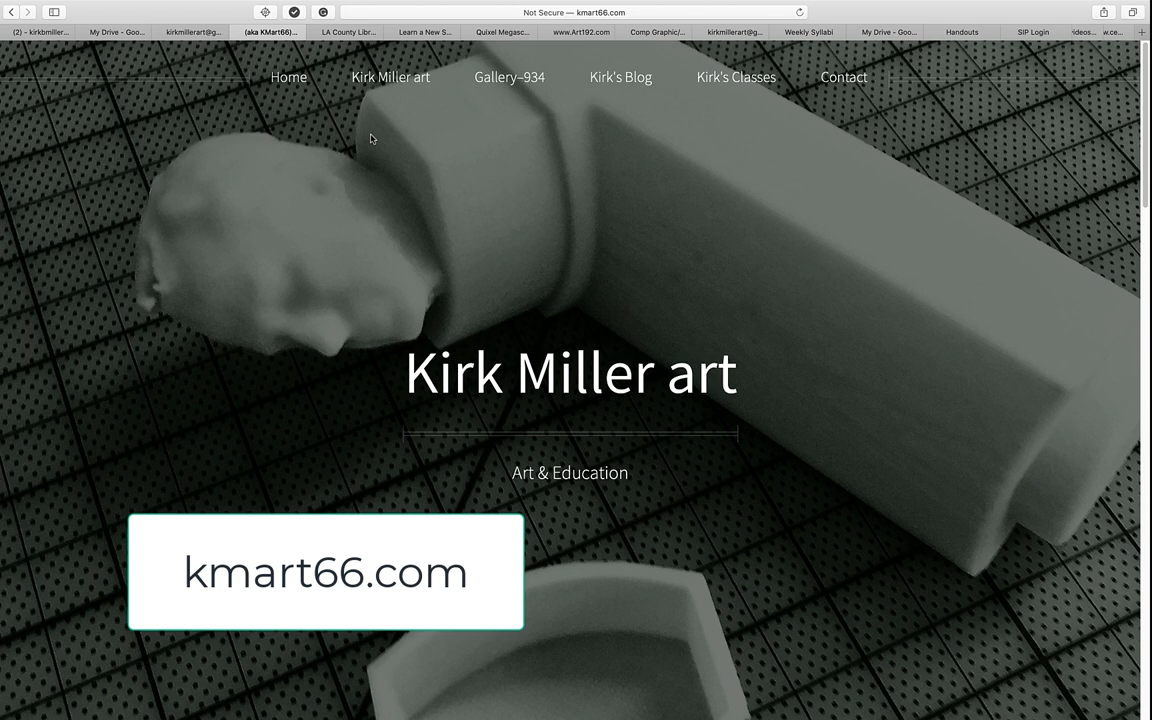 Not Secure — kmart66.com
(2) - kirkbmiller...
My Drive - Goo...
kirkmillerart@g...
(aka KMart66)...
LA County Libr...
Learn a New S...
Quixel Megasc...
www.Art192.com
Comp Graphic/...
kirkmillerart@g...
Weekly Syllabi
My Drive - Goo...
Handouts
SIP Login
Home
Kirk Miller art
Gallery–934
Kirk's Blog
Kirk's Classes
Contact
Kirk Miller art
Art & Education
kmart66.com